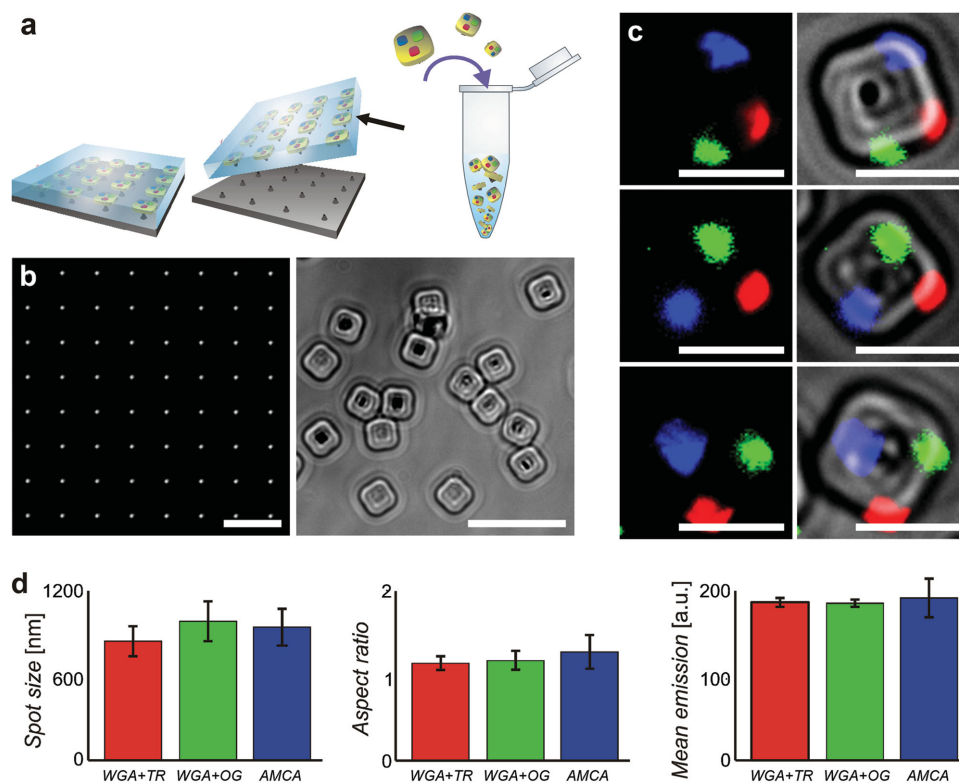 a
c
b
d
1200
600
0
Spot size [nm]
WGA+TR WGA+OG AMCA
2
1
0
Aspect ratio
WGA+TR WGA+OG AMCA
200
100
0
Mean emission [a.u.]
WGA+TR WGA+OG AMCA